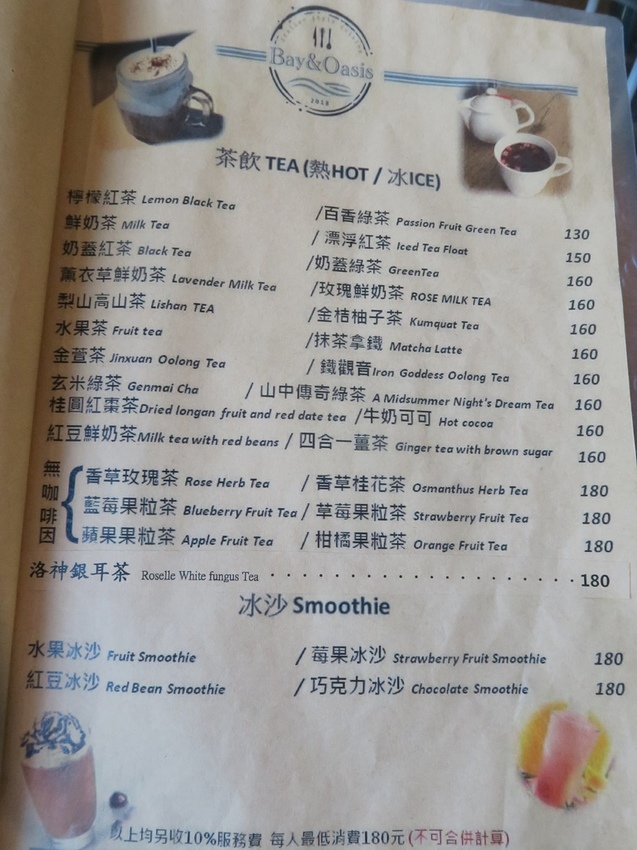 Bay&Oasis
2018
茶飲 TEA (熱HOT / 冰ICE)
檸檬紅茶 Lemon Black Tea /百香綠茶 Passion Fruit Green Tea 130
鮮奶茶 Milk Tea / 漂浮紅茶 Iced Tea Float 150
奶蓋紅茶 Black Tea /奶蓋綠茶 GreenTea 160
薰衣草鮮奶茶 Lavender Milk Tea /玫瑰鮮奶茶 ROSE MILK TEA 160
梨山高山茶 Lishan TEA /金桔柚子茶 Kumquat Tea 160
水果茶 Fruit tea /抹茶拿鐵 Matcha Latte 160
金萱茶 Jinxuan Oolong Tea / 鐵觀音Iron Goddess Oolong Tea 160
玄米綠茶 Genmai Cha / 山中傳奇綠茶 A Midsummer Night's Dream Tea 160
桂圓紅棗茶Dried longan fruit and red date tea /牛奶可可 Hot cocoa 160
紅豆鮮奶茶Milk tea with red beans / 四合一薑茶 Ginger tea with brown sugar 160
無咖啡因
香草玫瑰茶 Rose Herb Tea / 香草桂花茶 Osmanthus Herb Tea 180
藍莓果粒茶 Blueberry Fruit Tea / 草莓果粒茶 Strawberry Fruit Tea 180
蘋果果粒茶 Apple Fruit Tea / 柑橘果粒茶 Orange Fruit Tea 180
洛神銀耳茶 Roselle White fungus Tea 180
冰沙 Smoothie
水果冰沙 Fruit Smoothie / 莓果冰沙 Strawberry Fruit Smoothie 180
紅豆冰沙 Red Bean Smoothie / 巧克力冰沙 Chocolate Smoothie 180
以上均另收10%服務費 每人最低消費180元 (不可合併計算)